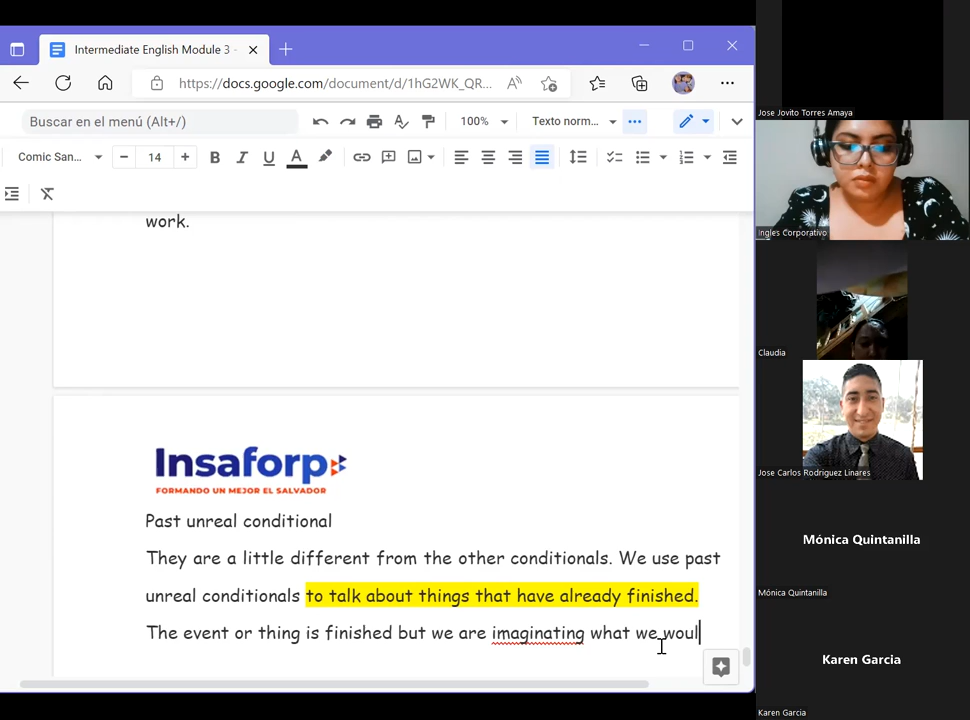 Intermediate English Module 3 -
https://docs.google.com/document/d/1hG2WK_QR...
Buscar en el menú (Alt+/)
100%
Texto norm...
Comic San...
14
work.
Insaforp
FORMANDO UN MEJOR EL SALVADOR
Past unreal conditional
They are a little different from the other conditionals. We use past
unreal conditionals to talk about things that have already finished.
The event or thing is finished but we are imaginating what we woul
Jose Jovito Torres Amaya
Ingles Corporativo
Claudia
Jose Carlos Rodriguez Linares
Mónica Quintanilla
Mónica Quintanilla
Karen Garcia
Karen Garcia